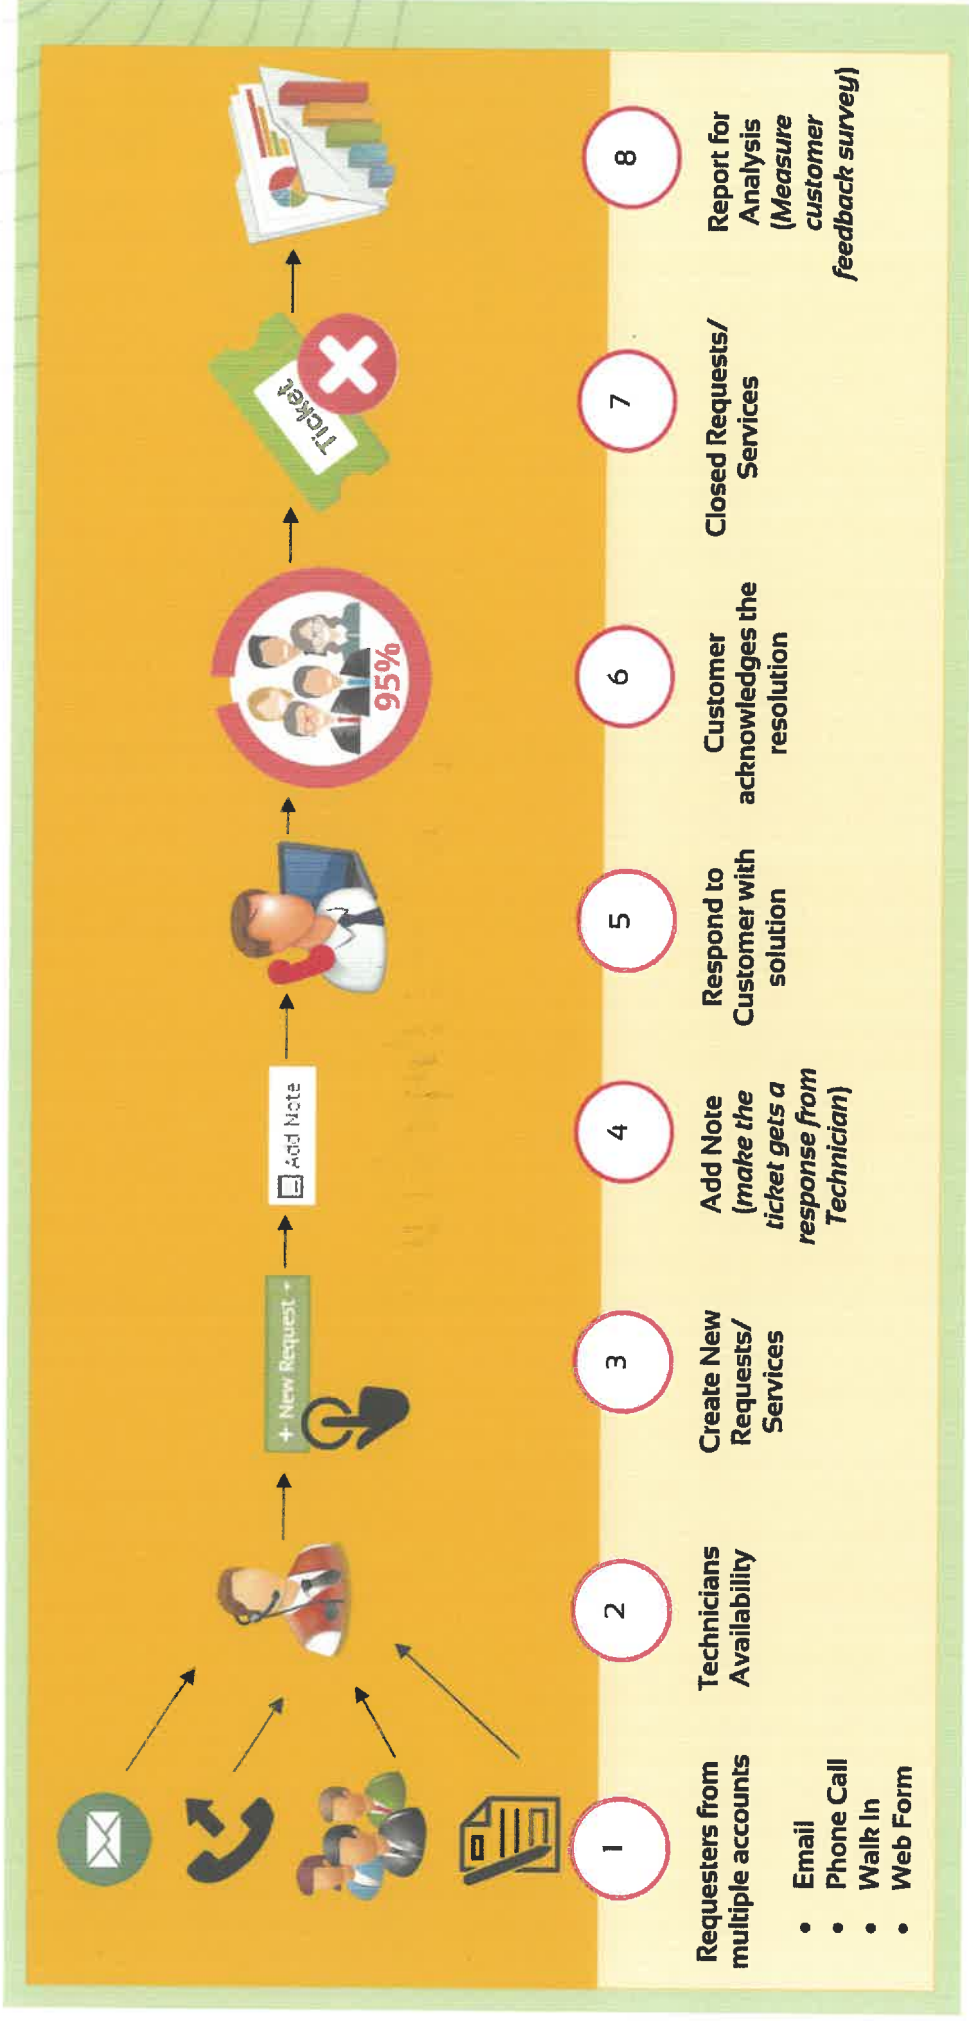 + New Request
Add Note
95%
Ticket
1
Requesters from
multiple accounts
• Email
• Phone Call
• Walk In
• Web Form
2
Technicians
Availability
3
Create New
Requests/
Services
4
Add Note
(make the
ticket gets a
response from
Technician)
5
Respond to
Customer with
solution
6
Customer
acknowledges the
resolution
7
Closed Requests/
Services
8
Report for
Analysis
(Measure
customer
feedback survey)